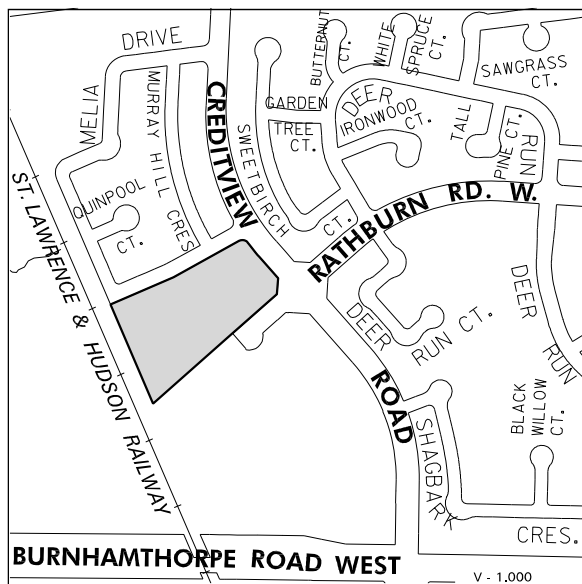 DRIVE
MELIA
MURRAY HILL CRES
QUINPOOL
CT.
CREDITVIEW
ROAD
SWEETBIRCH
CT.
BUTTERNUT
CT.
WHITE
SPRUCE
CT.
SAWGRASS
CT.
GARDEN
TREE
CT.
DEER
RUN
IRONWOOD
CT.
TALL
PINE CT.
RATHBURN RD. W.
DEER
RUN CT.
DEER
RUN
BLACK
WILLOW
CT.
SHAGBARK
CRES.
ST. LAWRENCE & HUDSON RAILWAY
BURNHAMTHORPE ROAD WEST
V - 1.000